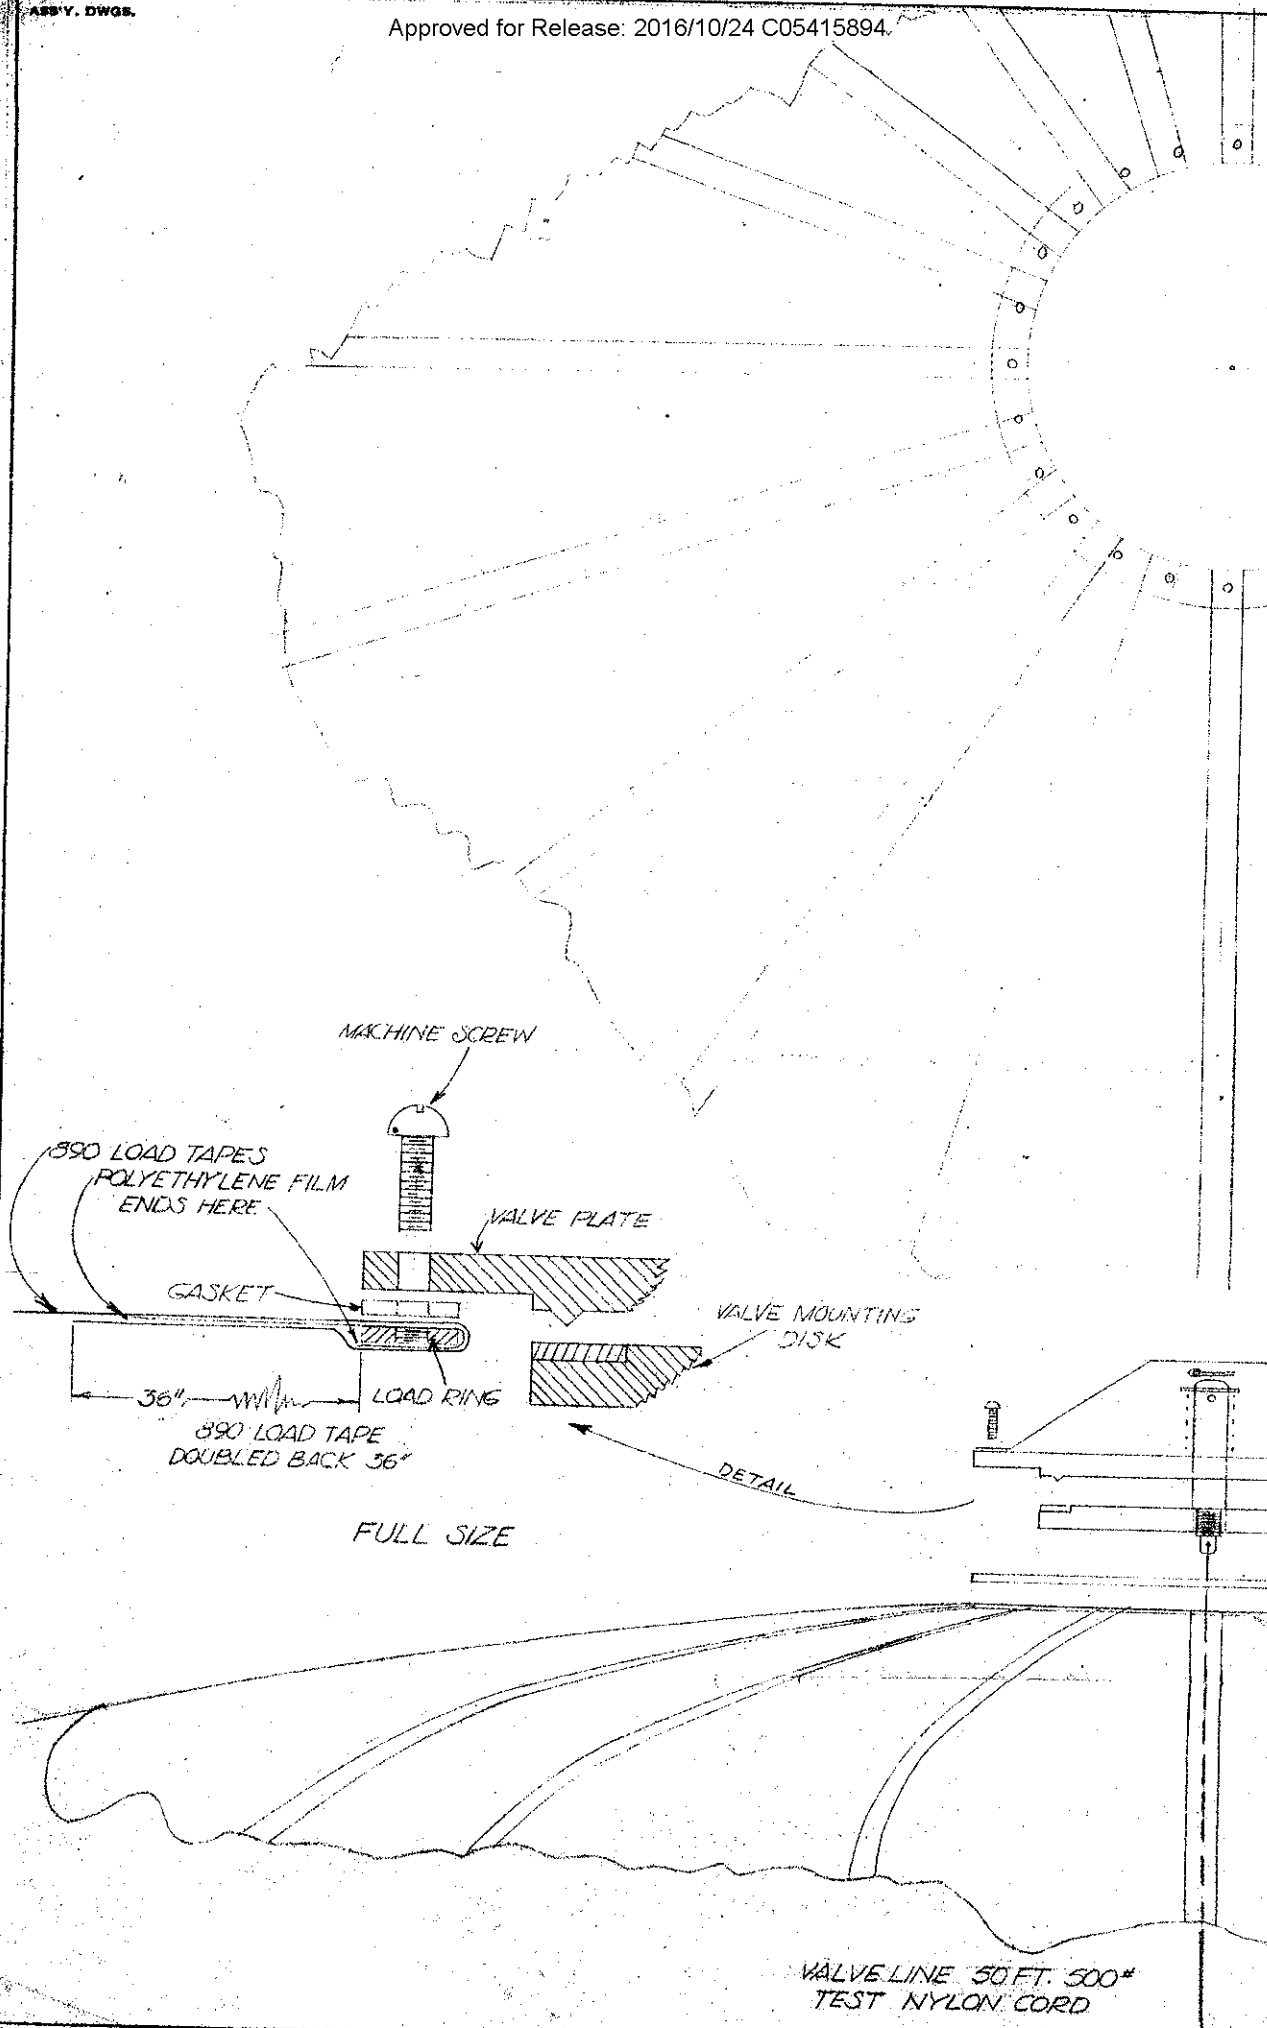 ASS'Y. DWGS.
Approved for Release: 2016/10/24 C05415894
MACHINE SCREW
890 LOAD TAPES
POLYETHYLENE FILM
ENDS HERE
VALVE PLATE
GASKET
VALVE MOUNTING
DISK
36"
LOAD RING
890 LOAD TAPE
DOUBLED BACK 36"
DETAIL
FULL SIZE
VALVE LINE 50 FT. 500#
TEST NYLON CORD